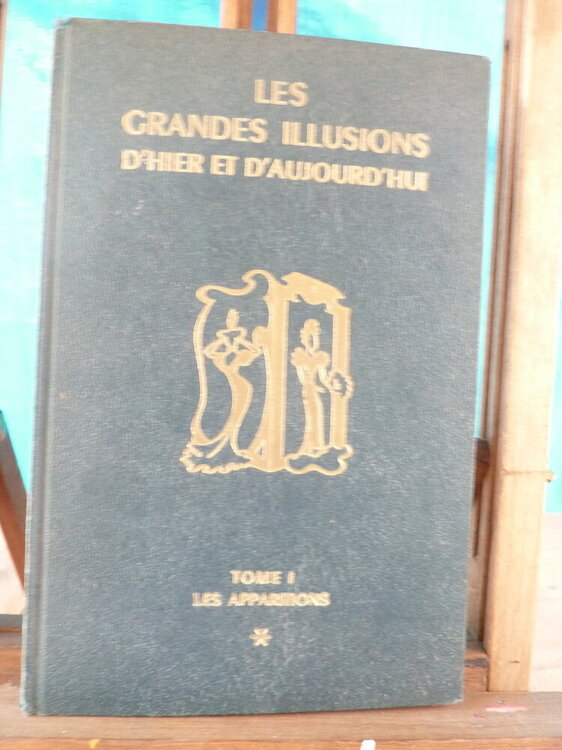 LES
GRANDES ILLUSIONS
D'HIER ET D'AUJOURD'HUI
TOME I
LES APPARITIONS